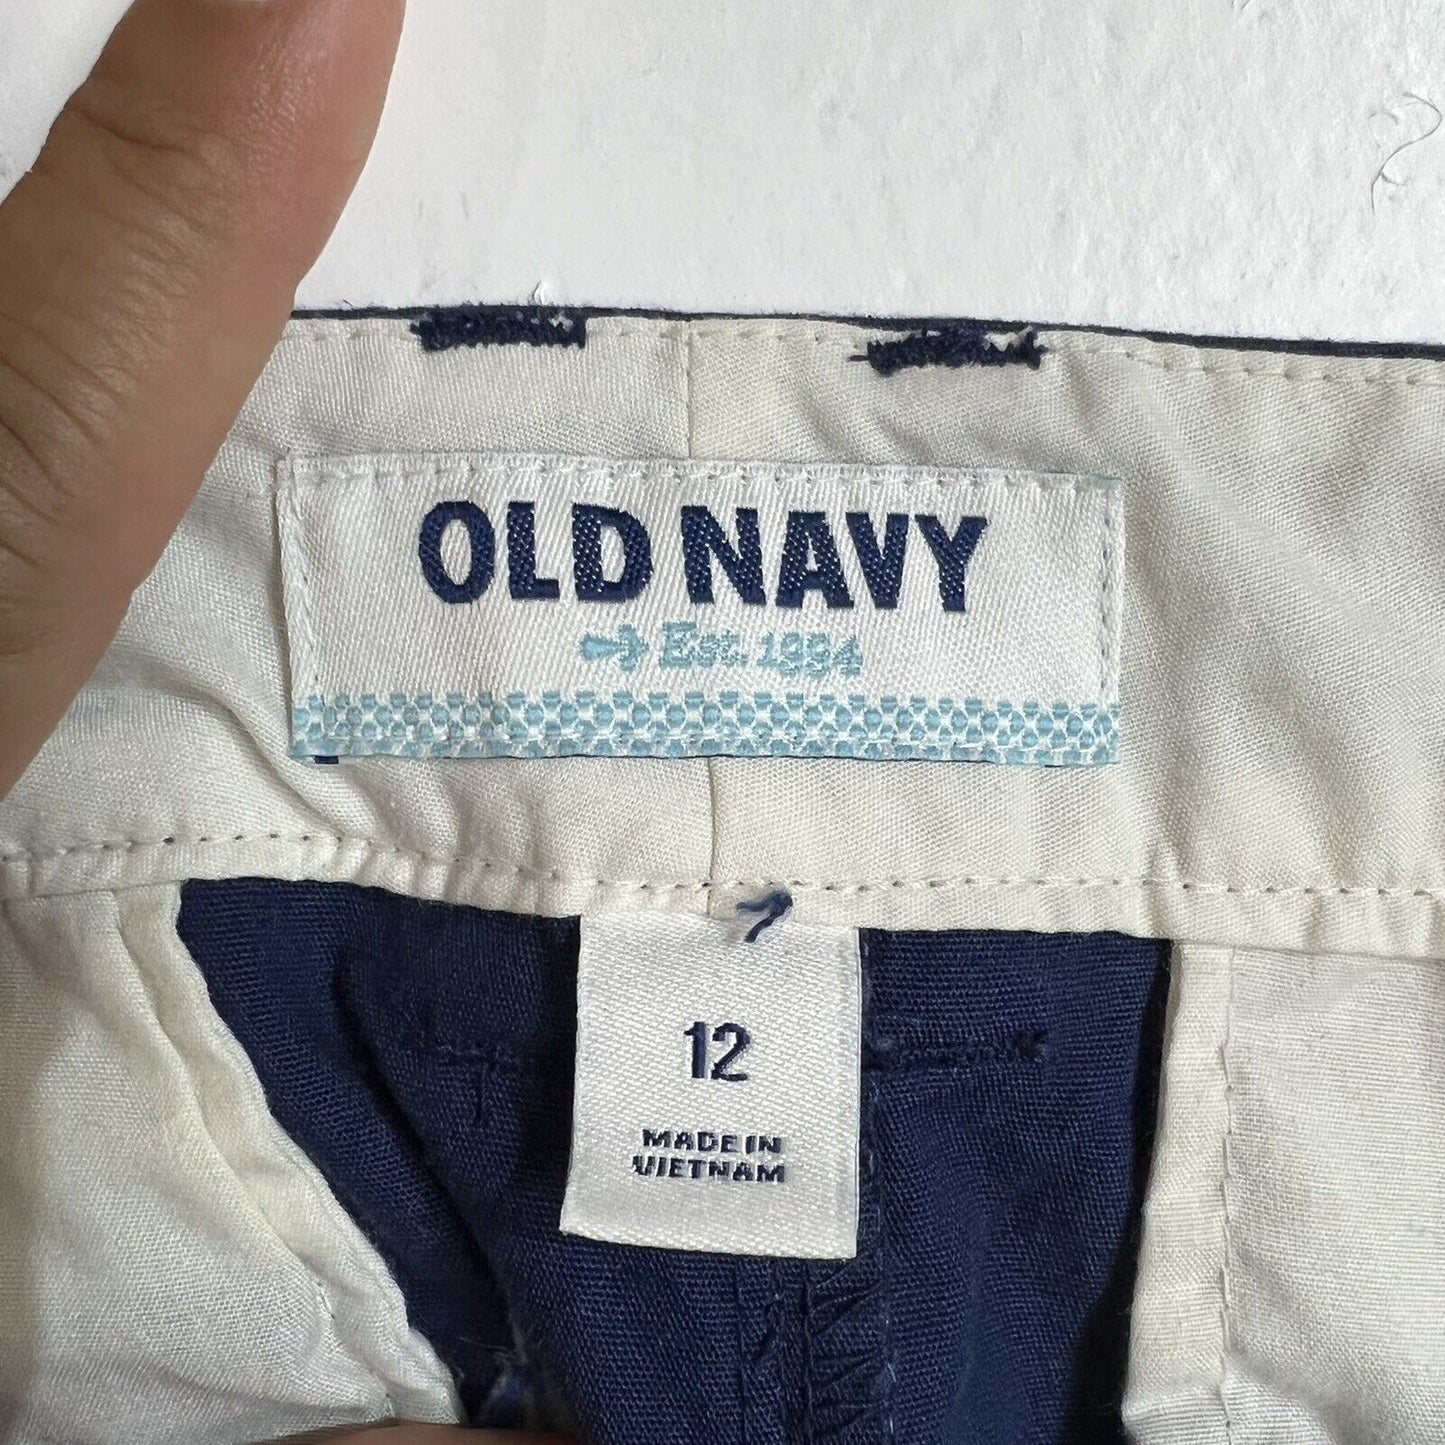 OLD NAVY
Est. 1994
12
MADE IN
VIETNAM